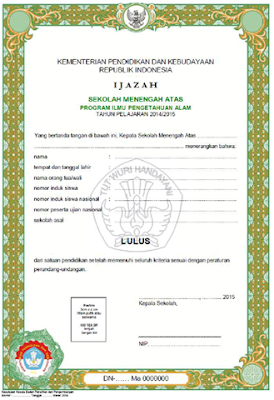 KEMENTERIAN PENDIDIKAN DAN KEBUDAYAAN
REPUBLIK INDONESIA
IJAZAH
SEKOLAH MENENGAH ATAS
PROGRAM ILMU PENGETAHUAN ALAM
TAHUN PELAJARAN 2014/2015
Yang bertanda tangan di bawah ini, Kepala Sekolah Menengah Atas
menerangkan bahwa:
nama :
tempat dan tanggal lahir :
nama orang tua/wali :
nomor induk siswa :
nomor induk siswa nasional :
nomor peserta ujian nasional :
sekolah asal :
TUT WURI HANDAYANI
LULUS
dari satuan pendidikan setelah memenuhi seluruh kriteria sesuai dengan peraturan
perundang-undangan.
2015
Kepala Sekolah,
NIP.
DN-...... Ma 0000000